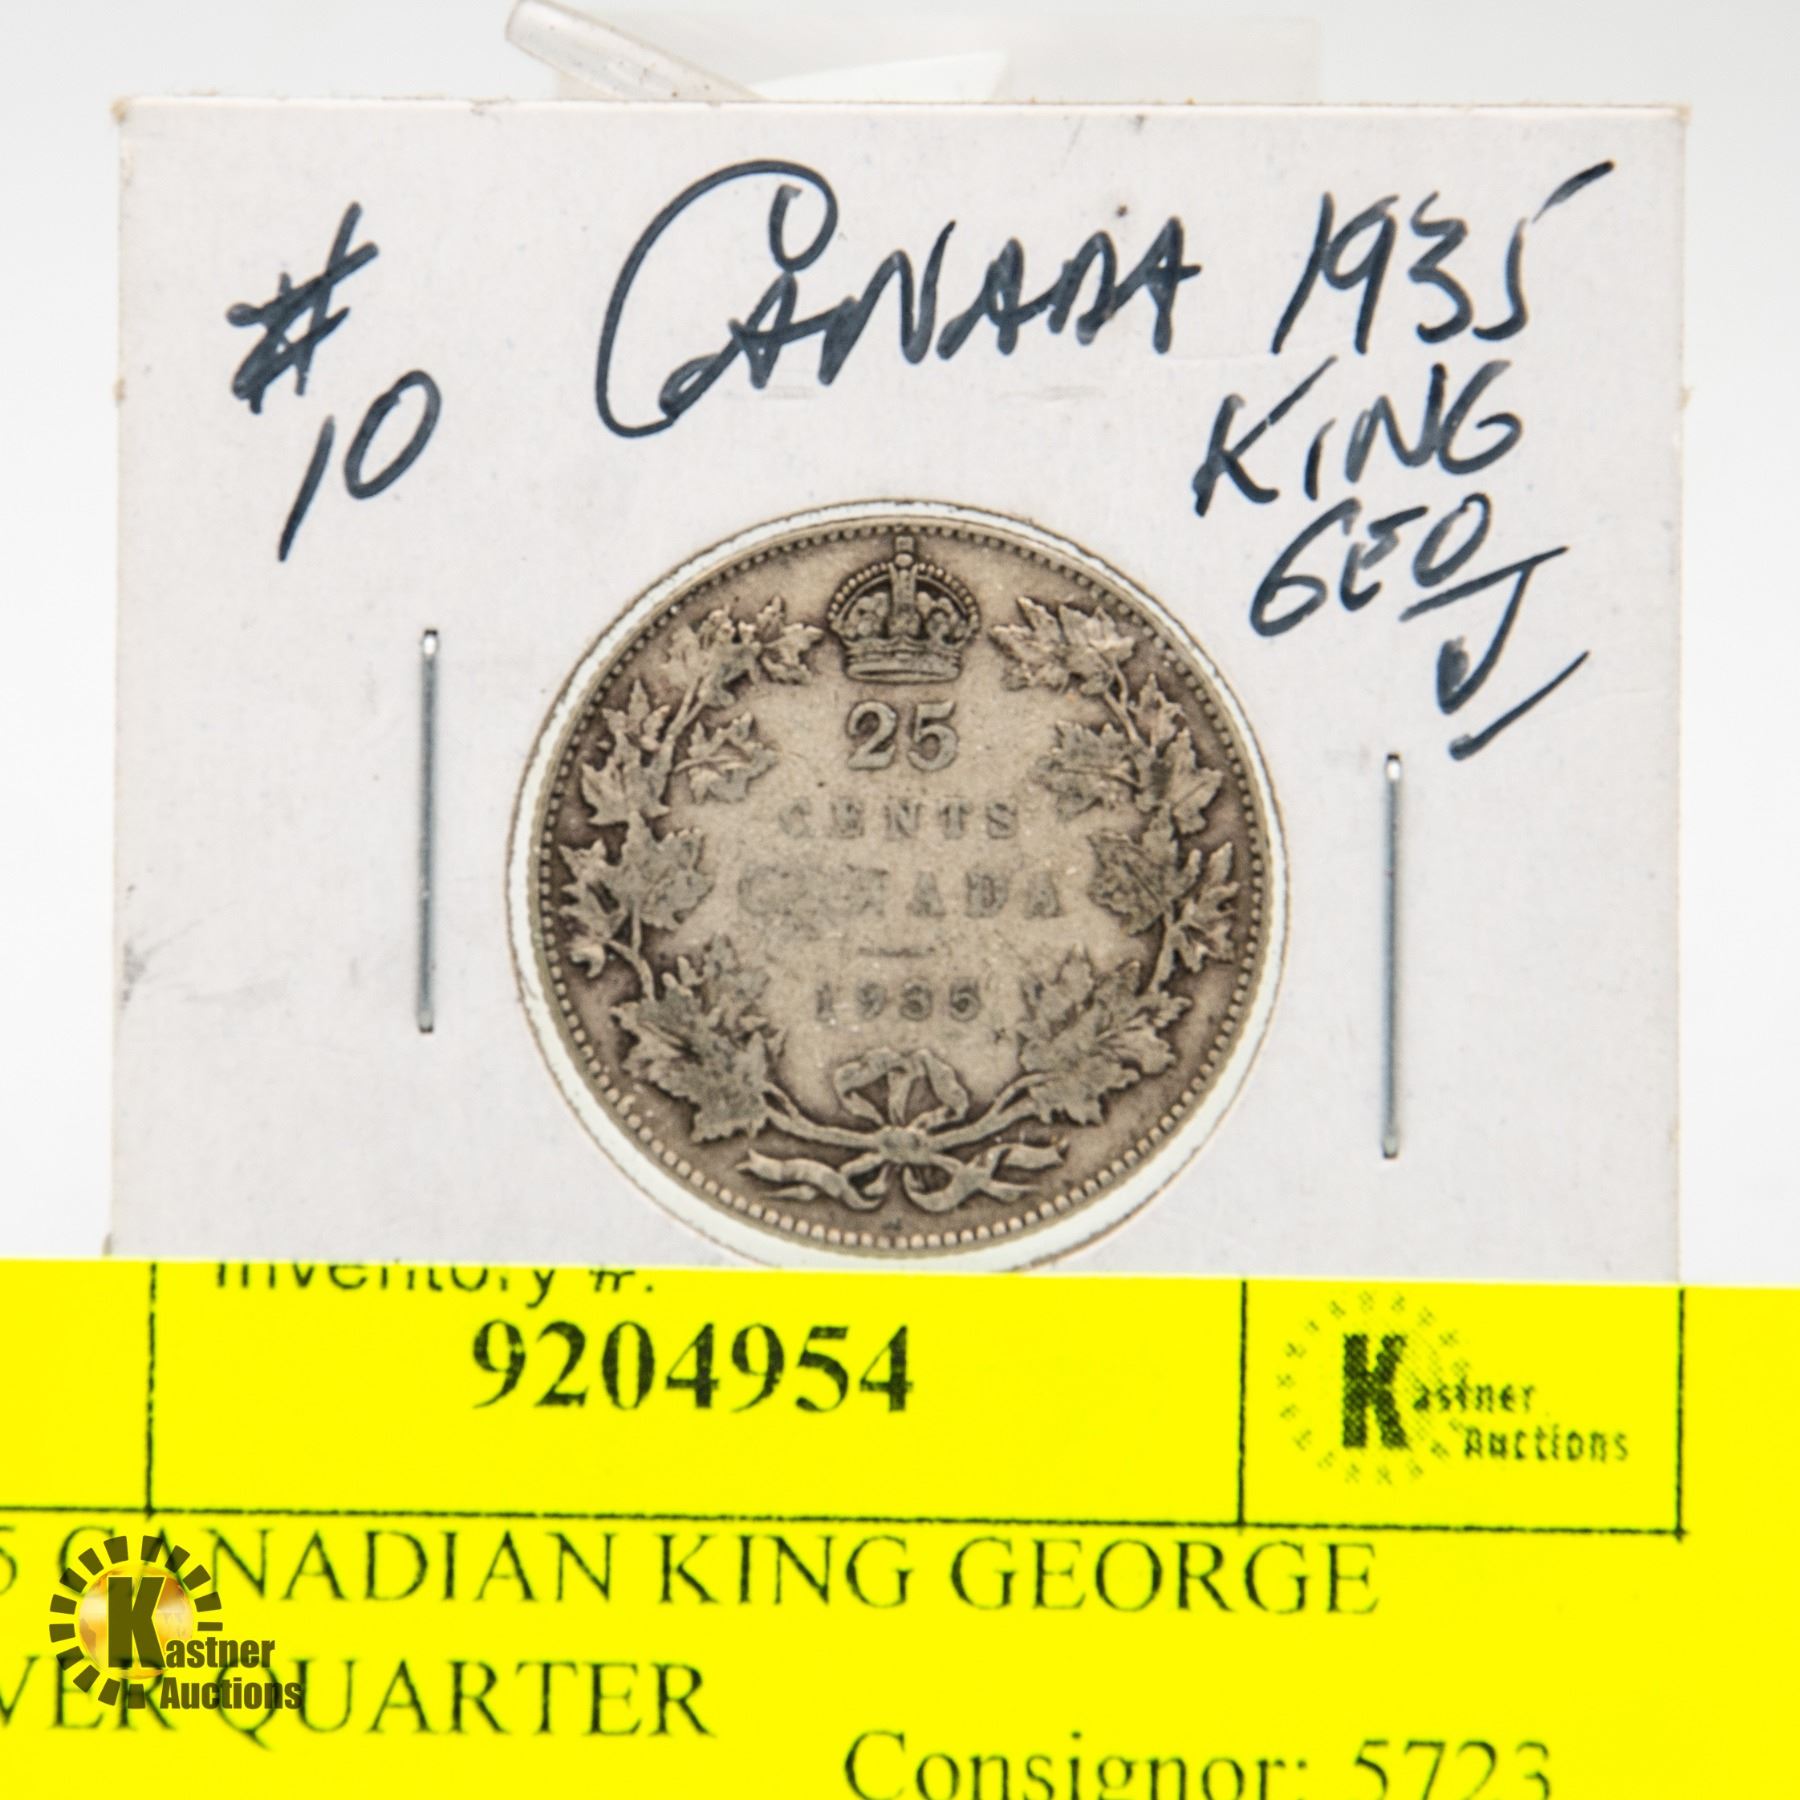 # CANADA 1935
10 KING
GEO
V
25
CENTS
CANADA
1935
Inventory #:
9204954
Kastner
Auctions
5 CANADIAN KING GEORGE
VER QUARTER
Kastner
Auctions
Consignor: 5723